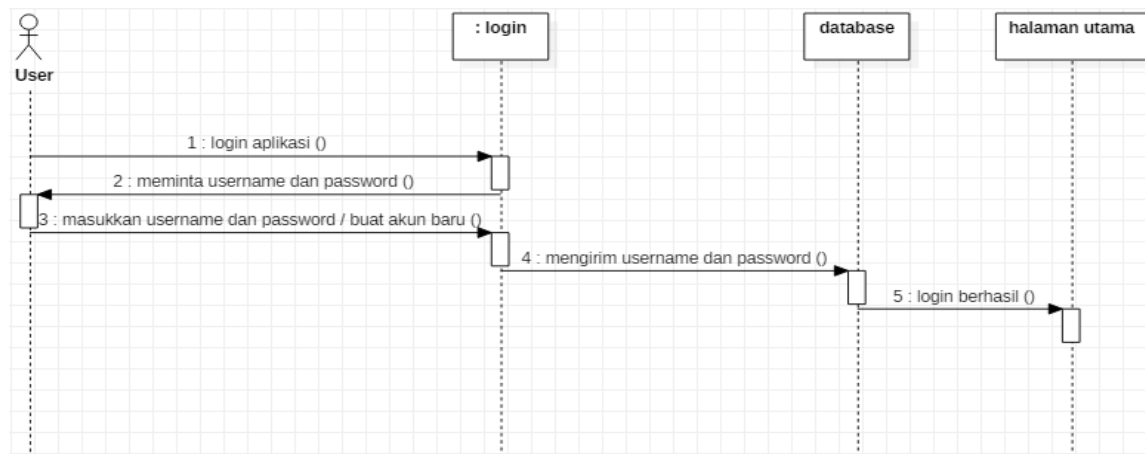 : login
database
halaman utama
User
1 : login aplikasi ()
2 : meminta username dan password ()
3 : masukkan username dan password / buat akun baru ()
4 : mengirim username dan password ()
5 : login berhasil ()